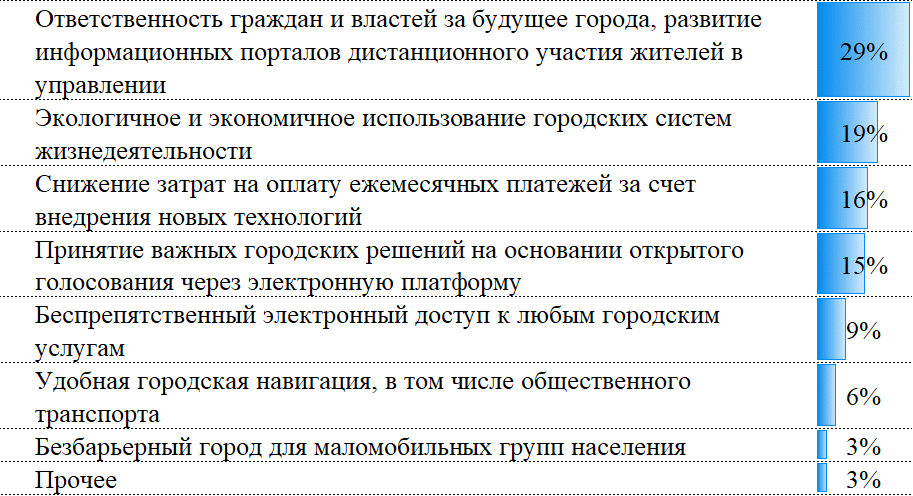 Ответственность граждан и властей за будущее города, развитие
информационных порталов дистанционного участия жителей в
управлении
29%
Экологичное и экономичное использование городских систем
жизнедеятельности
19%
Снижение затрат на оплату ежемесячных платежей за счет
внедрения новых технологий
16%
Принятие важных городских решений на основании открытого
голосования через электронную платформу
15%
Беспрепятственный электронный доступ к любым городским
услугам
9%
Удобная городская навигация, в том числе общественного
транспорта
6%
Безбарьерный город для маломобильных групп населения
3%
Прочее
3%